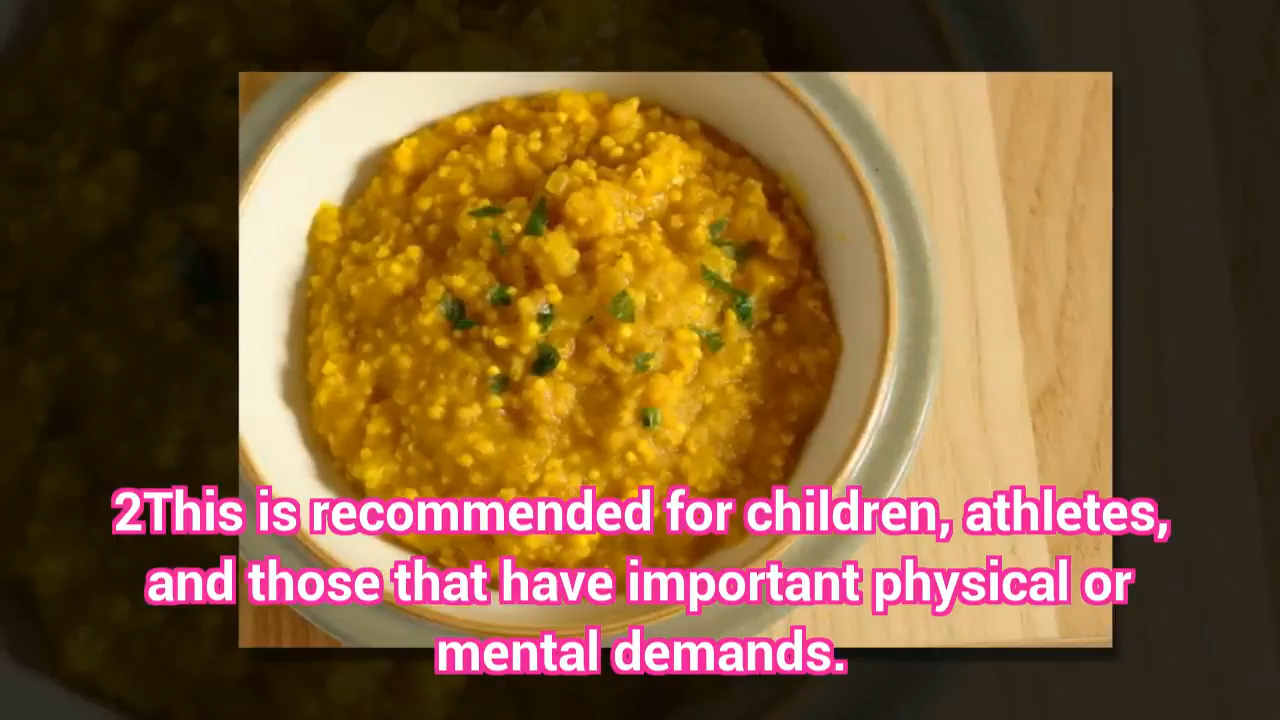 2This is recommended for children, athletes,
and those that have important physical or
mental demands.